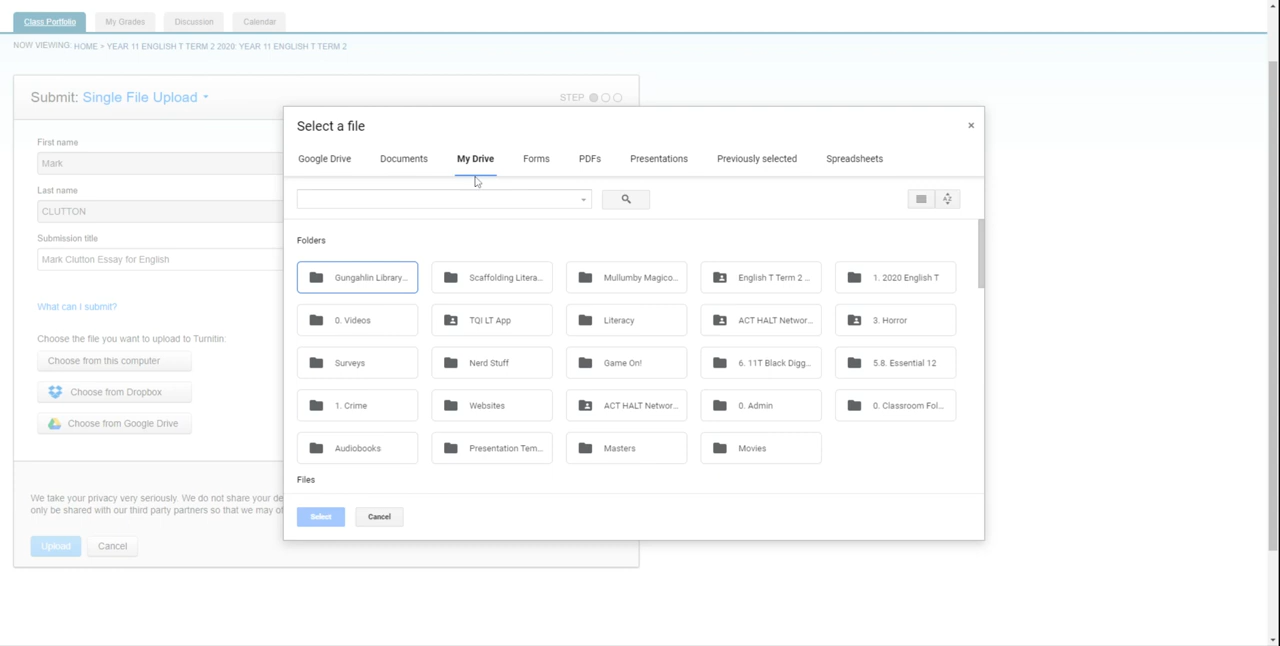 Class Portfolio My Grades Discussion Calendar
NOW VIEWING: HOME > YEAR 11 ENGLISH T TERM 2 2020: YEAR 11 ENGLISH T TERM 2
Submit: Single File Upload
STEP
First name
Mark
Last name
CLUTTON
Submission title
Mark Clutton Essay for English
What can I submit?
Choose the file you want to upload to Turnitin:
Choose from this computer
Choose from Dropbox
Choose from Google Drive
We take your privacy very seriously. We do not share your de
only be shared with our third party partners so that we may of
Upload Cancel
Select a file
×
Google Drive Documents My Drive Forms PDFs Presentations Previously selected Spreadsheets
Folders
Gungahlin Library... Scaffolding Litera... Mullumby Magico... English T Term 2 ... 1. 2020 English T
0. Videos TQI LT App Literacy ACT HALT Networ... 3. Horror
Surveys Nerd Stuff Game On! 6. 11T Black Digg... 5.8. Essential 12
1. Crime Websites ACT HALT Networ... 0. Admin 0. Classroom Fol...
Audiobooks Presentation Tem... Masters Movies
Files
Select Cancel